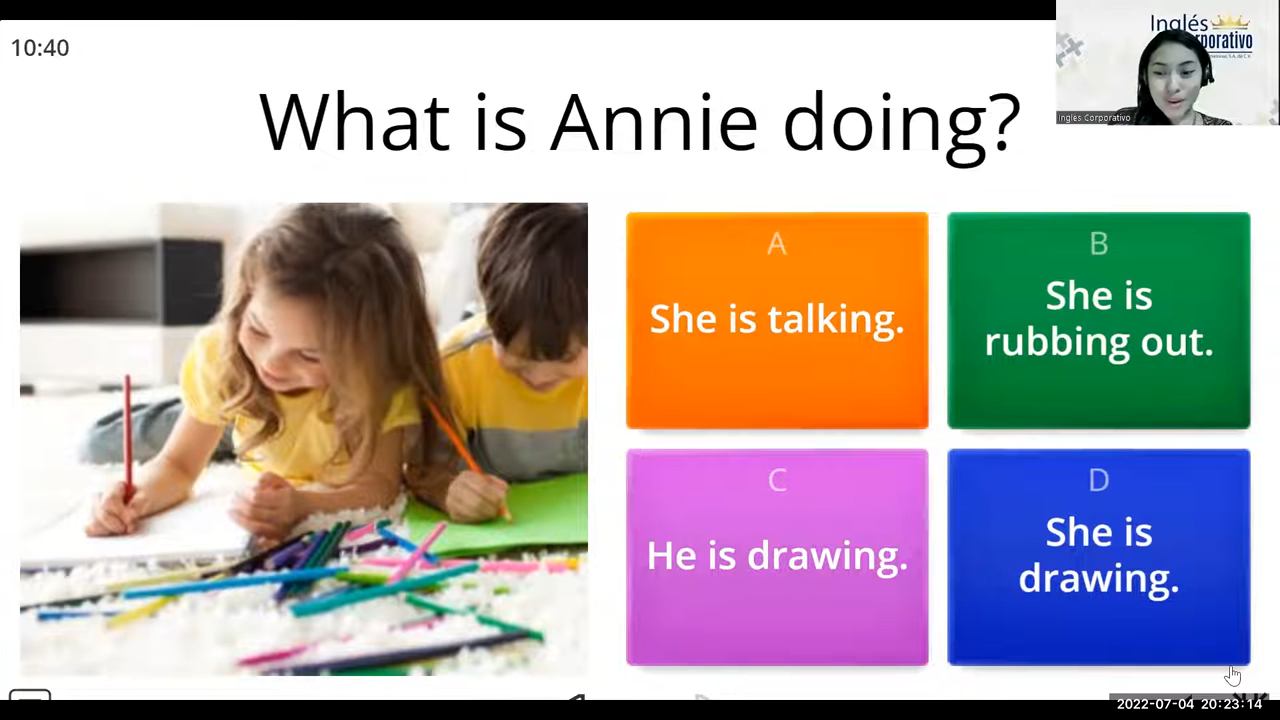 10:40
Inglés
What is Annie doing?
Ingles Corporativo
A
She is talking.
B
She is
rubbing out.
C
He is drawing.
D
She is
drawing.
2022-07-04 20:23:14